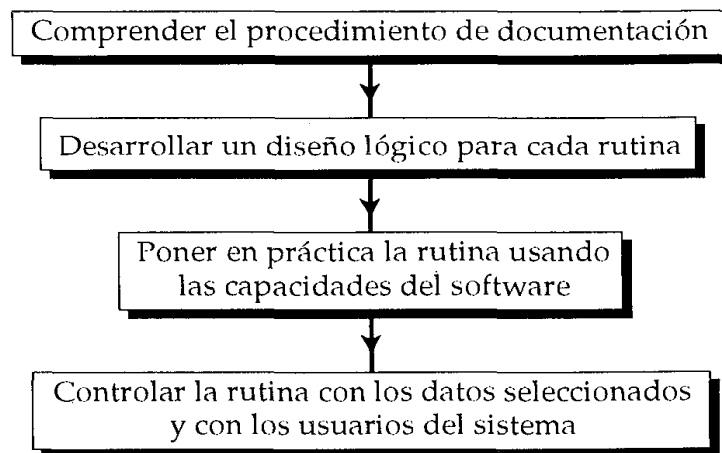 Comprender el procedimiento de documentación
Desarrollar un diseño lógico para cada rutina
Poner en práctica la rutina usando
las capacidades del software
Controlar la rutina con los datos seleccionados
y con los usuarios del sistema